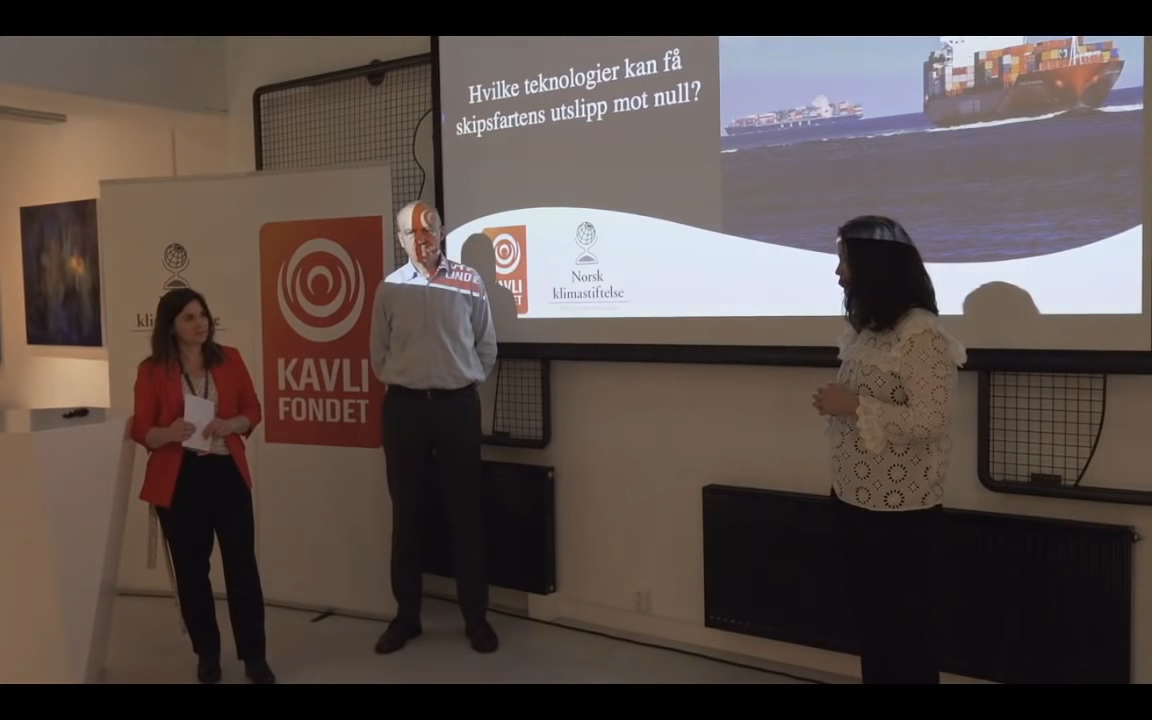 Hvilke teknologier kan få
skipsfartens utslipp mot null?
Norsk
klimastiftelse
KAVLI
FONDET